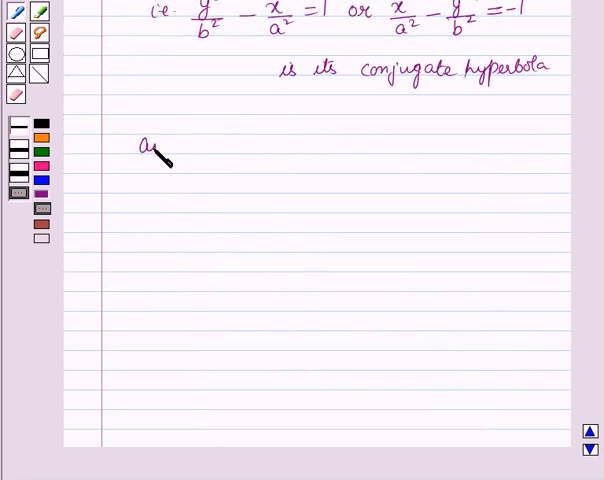 i.e. y²/b² - x²/a² = 1 or x²/a² - y²/b² = -1
is its conjugate hyperbola